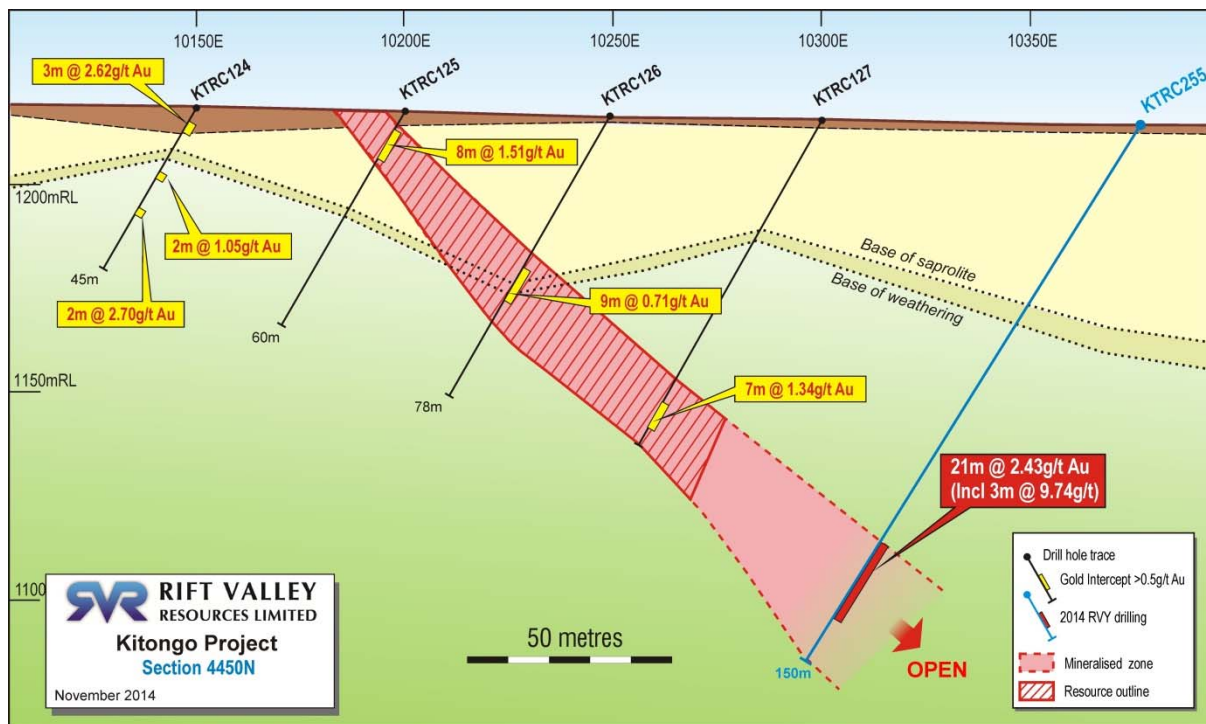 10150E
10200E
10250E
10300E
10350E
KTRC124
KTRC125
KTRC126
KTRC127
KTRC255
3m @ 2.62g/t Au
8m @ 1.51g/t Au
1200mRL
2m @ 1.05g/t Au
45m
2m @ 2.70g/t Au
60m
9m @ 0.71g/t Au
Base of saprolite
Base of weathering
1150mRL
78m
7m @ 1.34g/t Au
21m @ 2.43g/t Au
(Incl 3m @ 9.74g/t)
1100
150m
OPEN
50 metres
SVR RIFT VALLEY
RESOURCES LIMITED
Kitongo Project
Section 4450N
November 2014
Drill hole trace
Gold Intercept >0.5g/t Au
2014 RVY drilling
Mineralised zone
Resource outline